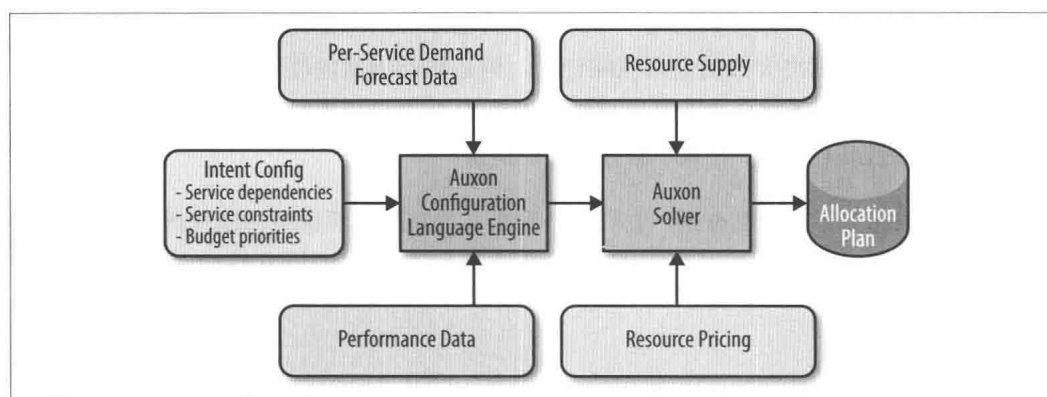 Per-Service Demand
Forecast Data
Resource Supply
Intent Config
- Service dependencies
- Service constraints
- Budget priorities
Auxon
Configuration
Language Engine
Auxon
Solver
Allocation
Plan
Performance Data
Resource Pricing